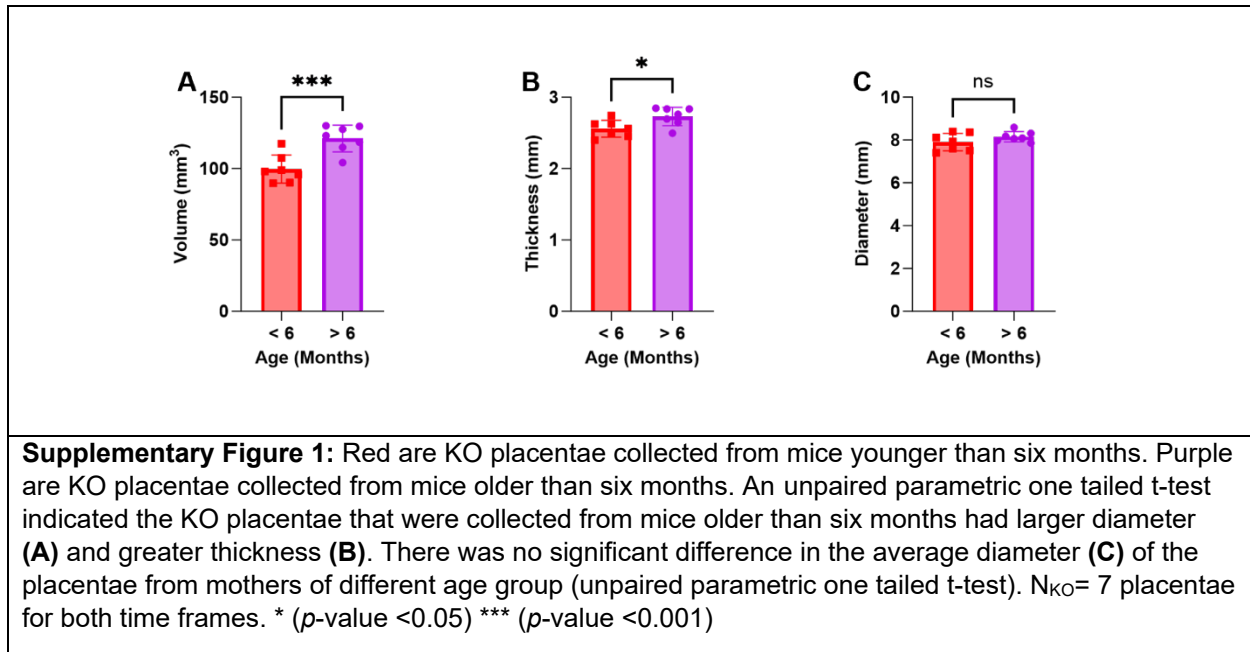 A
***
150
100
50
0
Volume (mm³)
< 6
> 6
Age (Months)
B
*
3
2
1
0
Thickness (mm)
< 6
> 6
Age (Months)
C
ns
10
8
6
4
2
0
Diameter (mm)
< 6
> 6
Age (Months)
Supplementary Figure 1: Red are KO placentae collected from mice younger than six months. Purple
are KO placentae collected from mice older than six months. An unpaired parametric one tailed t-test
indicated the KO placentae that were collected from mice older than six months had larger diameter
(A) and greater thickness (B). There was no significant difference in the average diameter (C) of the
placentae from mothers of different age group (unpaired parametric one tailed t-test). NKO= 7 placentae
for both time frames. * (p-value <0.05) *** (p-value <0.001)